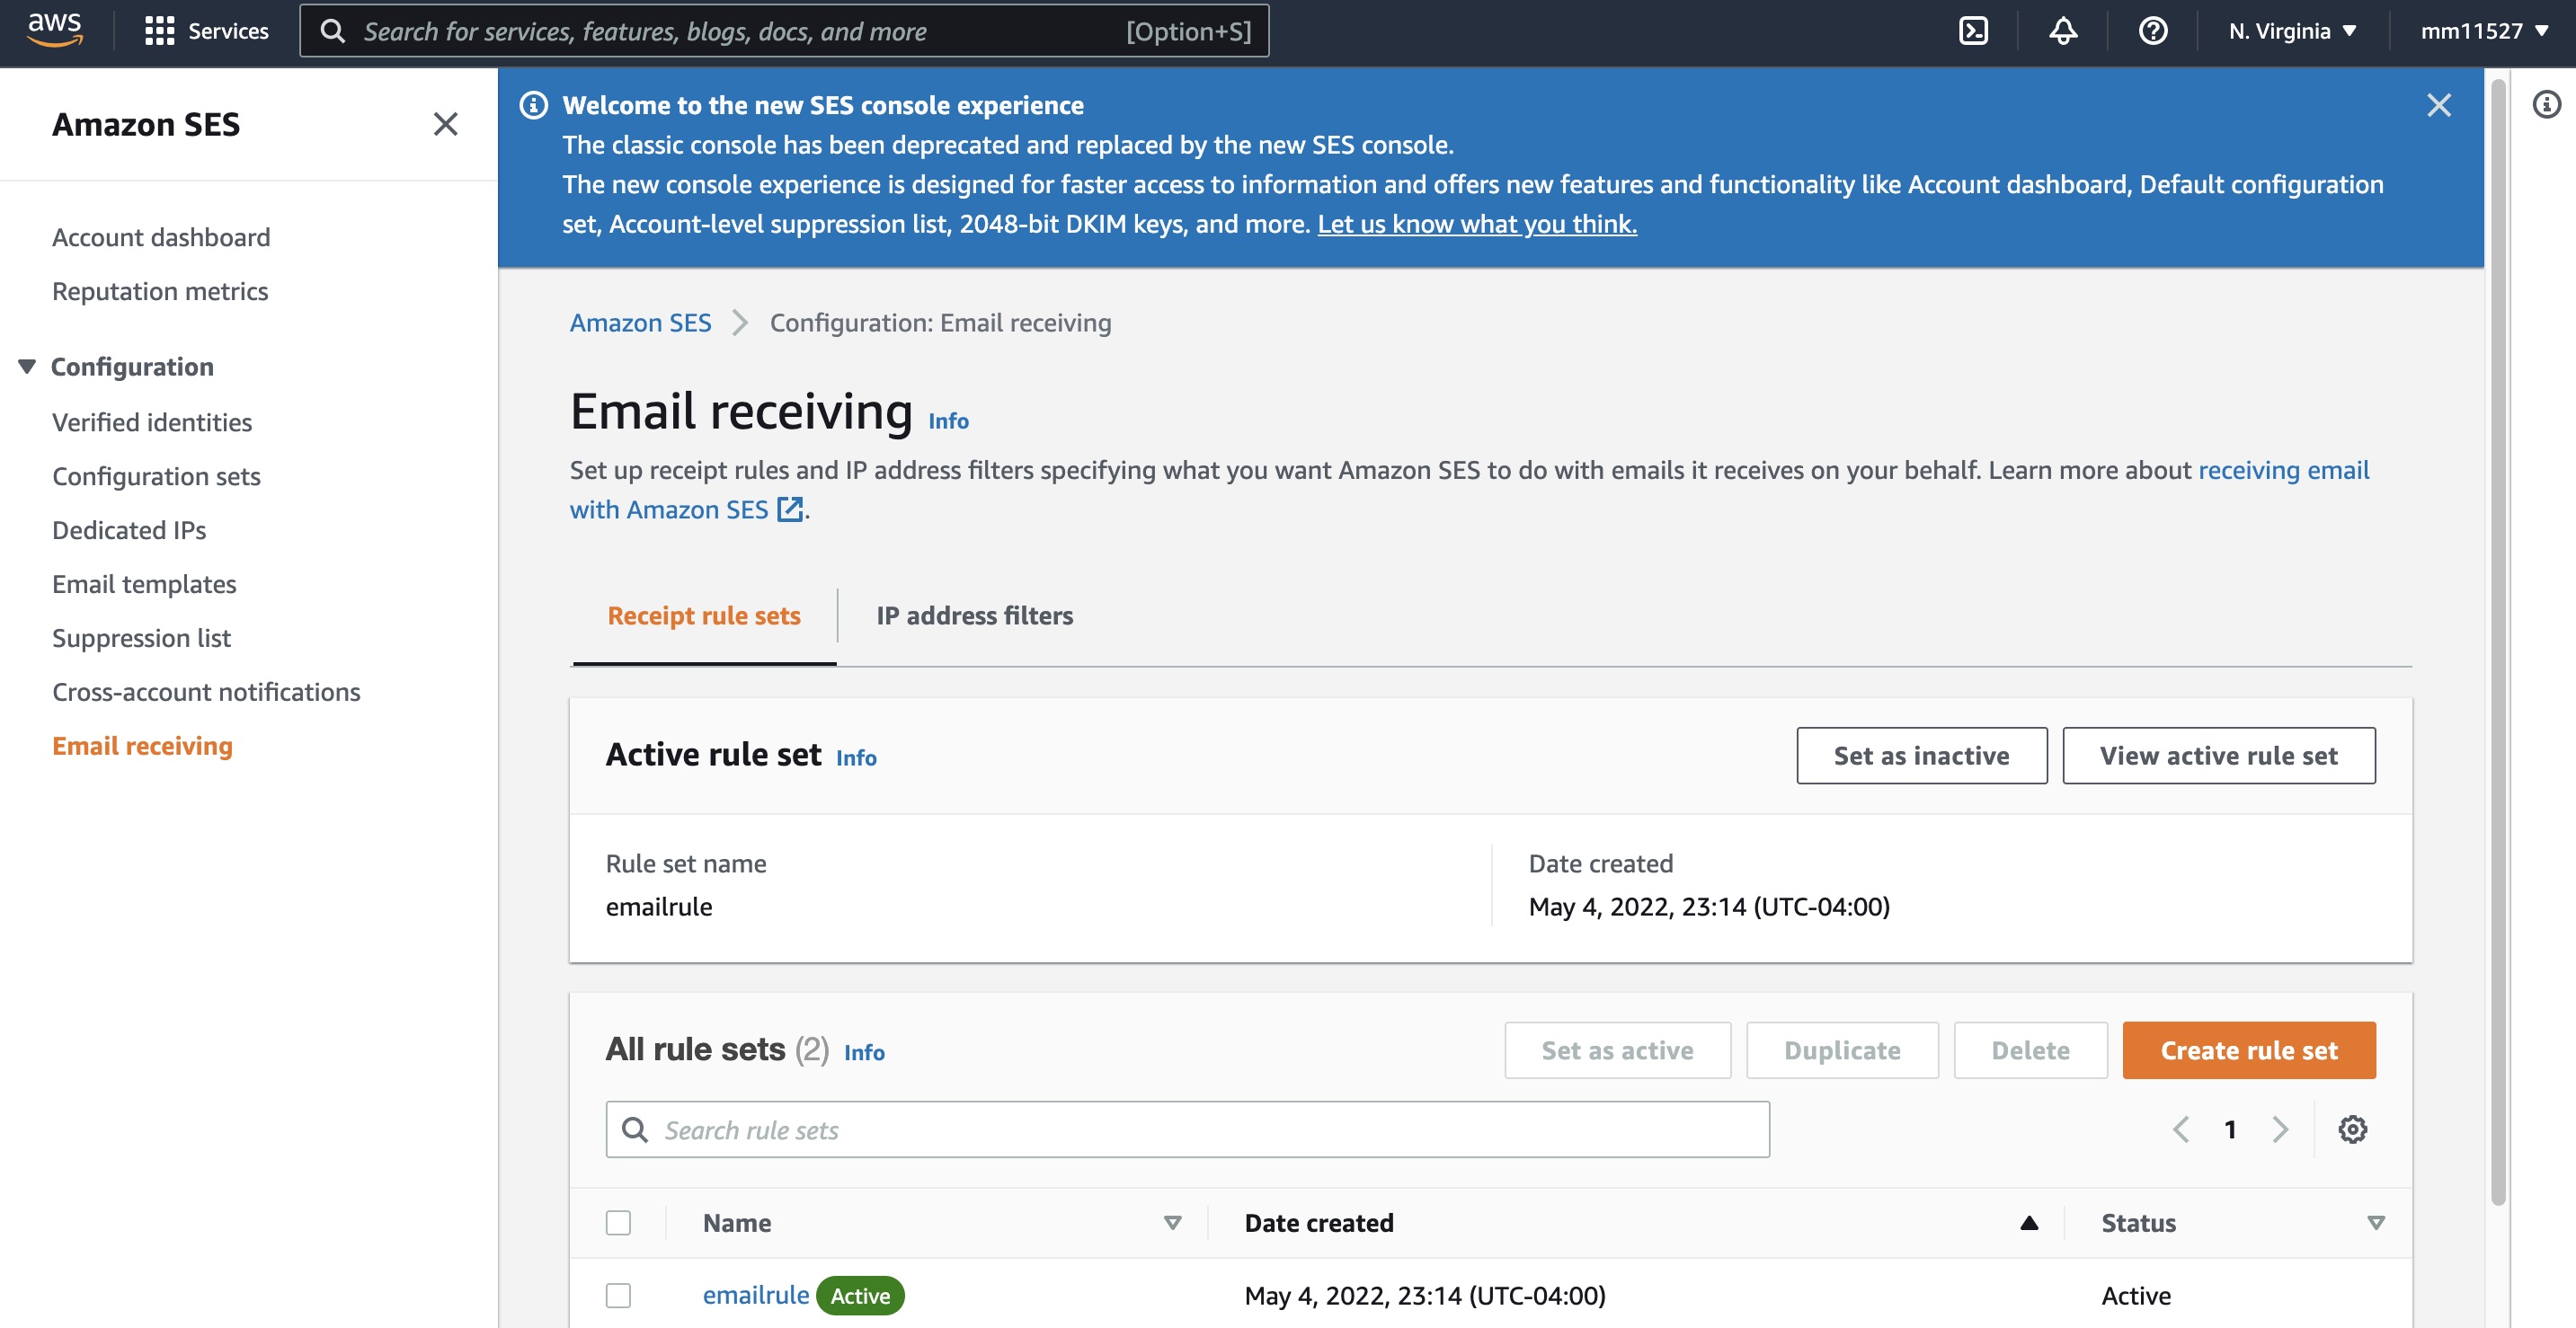 aws
Services
Search for services, features, blogs, docs, and more [Option+S]
N. Virginia
mm11527
Amazon SES
Account dashboard
Reputation metrics
Configuration
Verified identities
Configuration sets
Dedicated IPs
Email templates
Suppression list
Cross-account notifications
Email receiving
Welcome to the new SES console experience
The classic console has been deprecated and replaced by the new SES console.
The new console experience is designed for faster access to information and offers new features and functionality like Account dashboard, Default configuration
set, Account-level suppression list, 2048-bit DKIM keys, and more. Let us know what you think.
Amazon SES Configuration: Email receiving
Email receiving Info
Set up receipt rules and IP address filters specifying what you want Amazon SES to do with emails it receives on your behalf. Learn more about receiving email
with Amazon SES .
Receipt rule sets IP address filters
Active rule set Info Set as inactive View active rule set
Rule set name Date created
emailrule May 4, 2022, 23:14 (UTC-04:00)
All rule sets (2) Info Set as active Duplicate Delete Create rule set
Search rule sets 1
Name Date created Status
emailrule Active May 4, 2022, 23:14 (UTC-04:00) Active